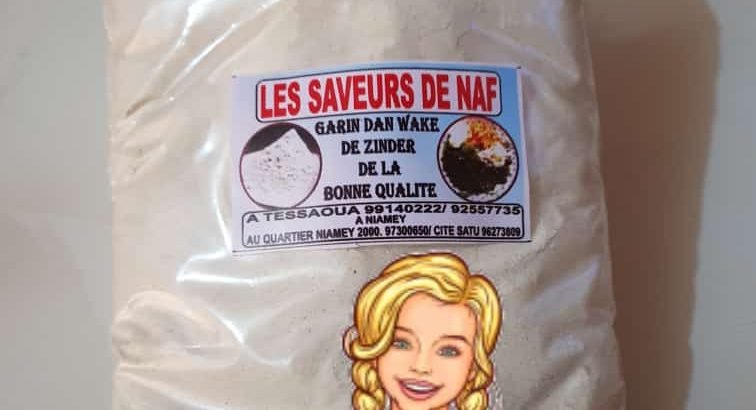 LES SAVEURS DE NAF
GARIN DAN WAKE
DE ZINDER
DE LA
BONNE QUALITE
A TESSAOUA 99140222/ 92557735
A NIAMEY
AU QUARTIER NIAMEY 2000. 97300650/ CITE SATU 96273809